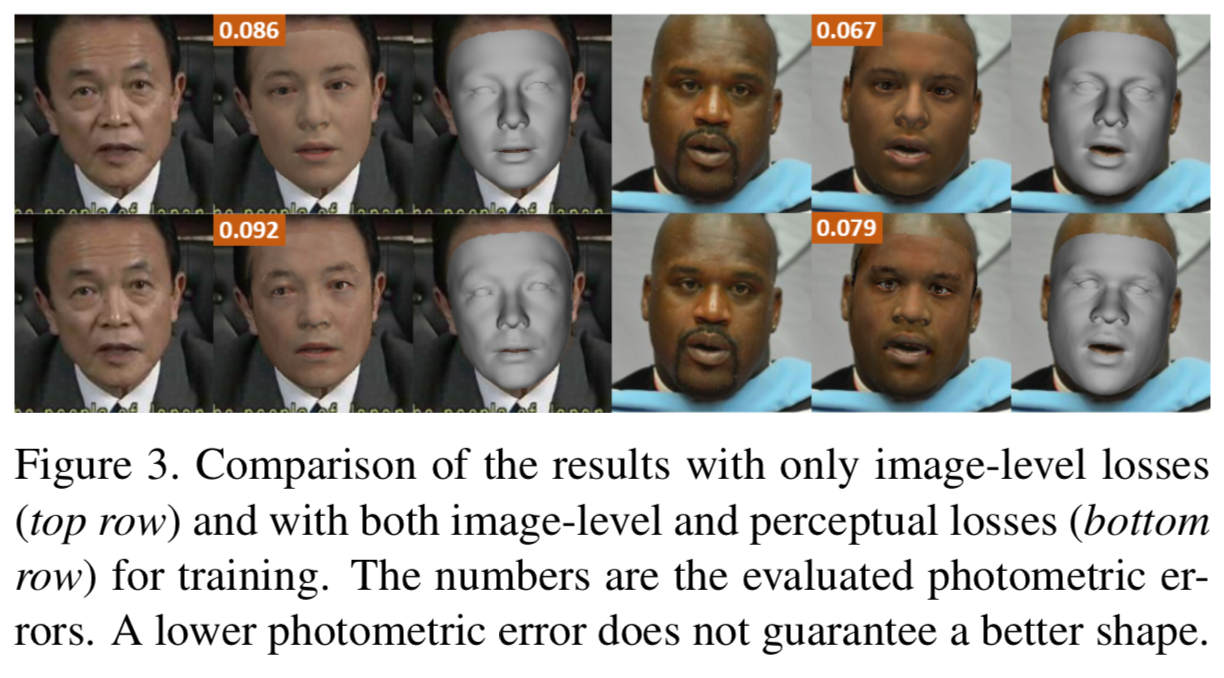 0.086
0.067
0.092
0.079
Figure 3. Comparison of the results with only image-level losses
(top row) and with both image-level and perceptual losses (bottom
row) for training. The numbers are the evaluated photometric er-
rors. A lower photometric error does not guarantee a better shape.